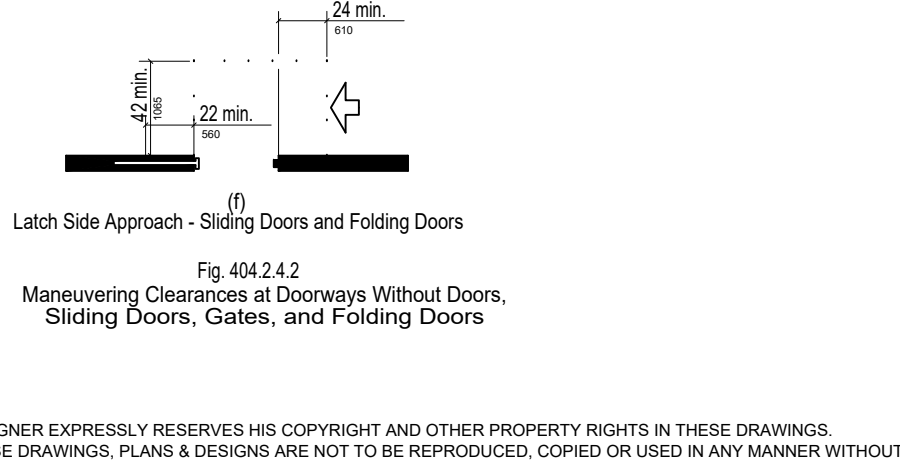 24 min.
610
42 min.
1065
22 min.
560
(f)
Latch Side Approach - Sliding Doors and Folding Doors
Fig. 404.2.4.2
Maneuvering Clearances at Doorways Without Doors,
Sliding Doors, Gates, and Folding Doors
GNER EXPRESSLY RESERVES HIS COPYRIGHT AND OTHER PROPERTY RIGHTS IN THESE DRAWINGS.
SE DRAWINGS, PLANS & DESIGNS ARE NOT TO BE REPRODUCED, COPIED OR USED IN ANY MANNER WITHOUT